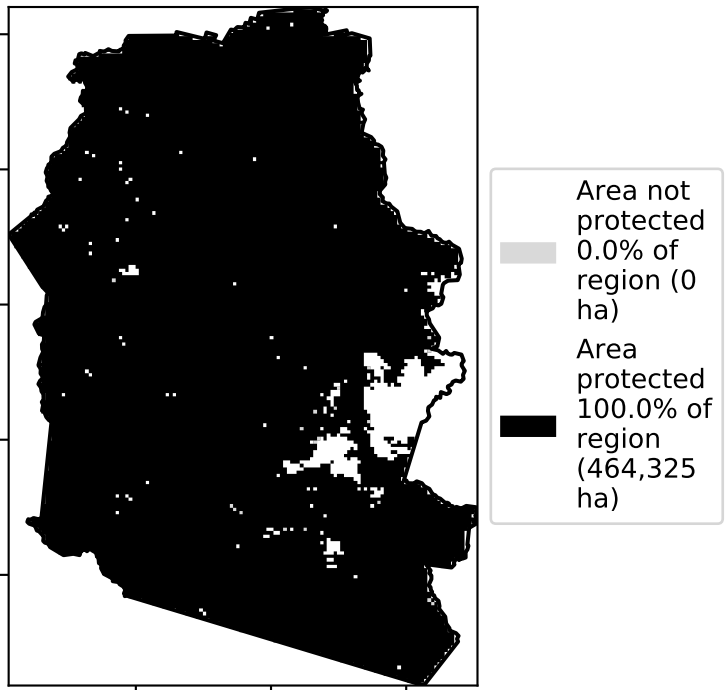 Area not
protected
0.0% of
region (0
ha)
Area
protected
100.0% of
region
(464,325
ha)